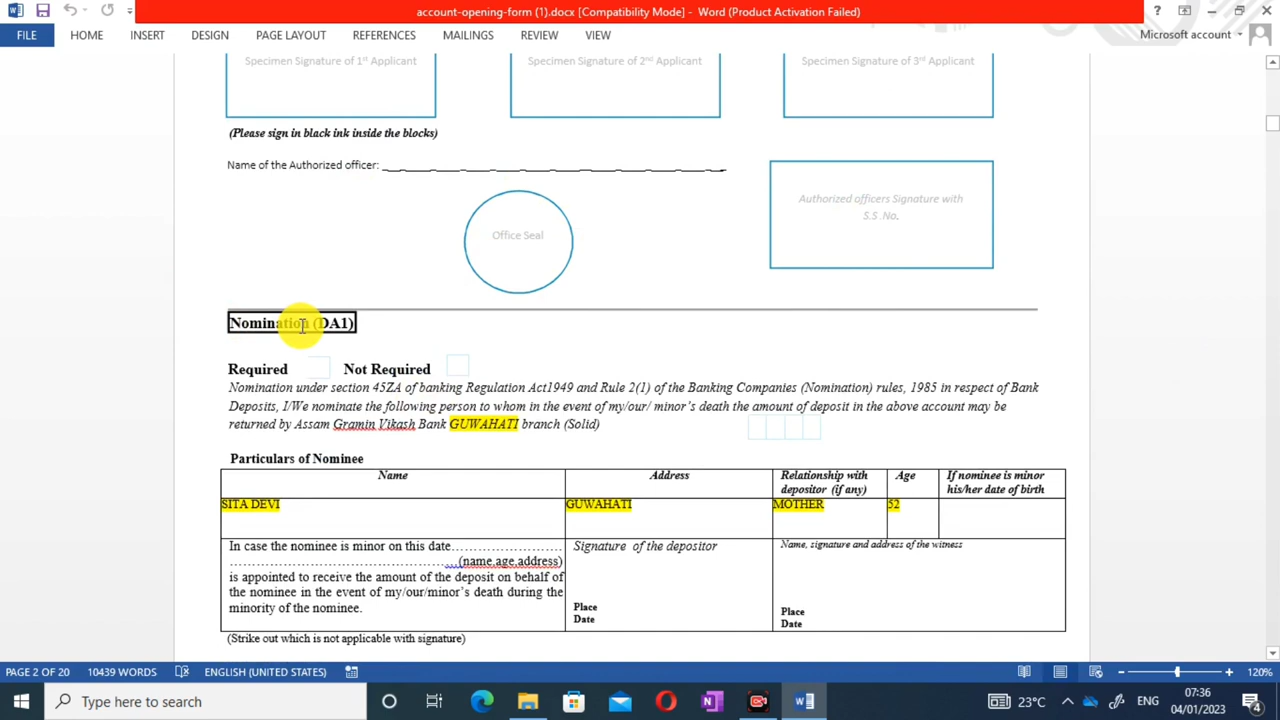 account-opening-form (1).docx [Compatibility Mode] - Word (Product Activation Failed)
FILE HOME INSERT DESIGN PAGE LAYOUT REFERENCES MAILINGS REVIEW VIEW Microsoft account
Specimen Signature of 1st Applicant Specimen Signature of 2nd Applicant Specimen Signature of 3rd Applicant
(Please sign in black ink inside the blocks)
Name of the Authorized officer:
Authorized officers Signature with
S.S .No.
Office Seal
Nomination (DA1)
Required Not Required
Nomination under section 45ZA of banking Regulation Act1949 and Rule 2(1) of the Banking Companies (Nomination) rules, 1985 in respect of Bank
Deposits, I/We nominate the following person to whom in the event of my/our/ minor's death the amount of deposit in the above account may be
returned by Assam Gramin Vikash Bank GUWAHATI branch (Solid)
Particulars of Nominee
Name Address Relationship with depositor (if any) Age If nominee is minor his/her date of birth
SITA DEVI GUWAHATI MOTHER 52
In case the nominee is minor on this date…………………….
…………………………………………(name,age,address)
is appointed to receive the amount of the deposit on behalf of
the nominee in the event of my/our/minor's death during the
minority of the nominee.
Signature of the depositor
Place
Date
Name, signature and address of the witness
Place
Date
(Strike out which is not applicable with signature)
PAGE 2 OF 20 10439 WORDS ENGLISH (UNITED STATES) 120%
Type here to search 23°C ENG 07:36
04/01/2023 4